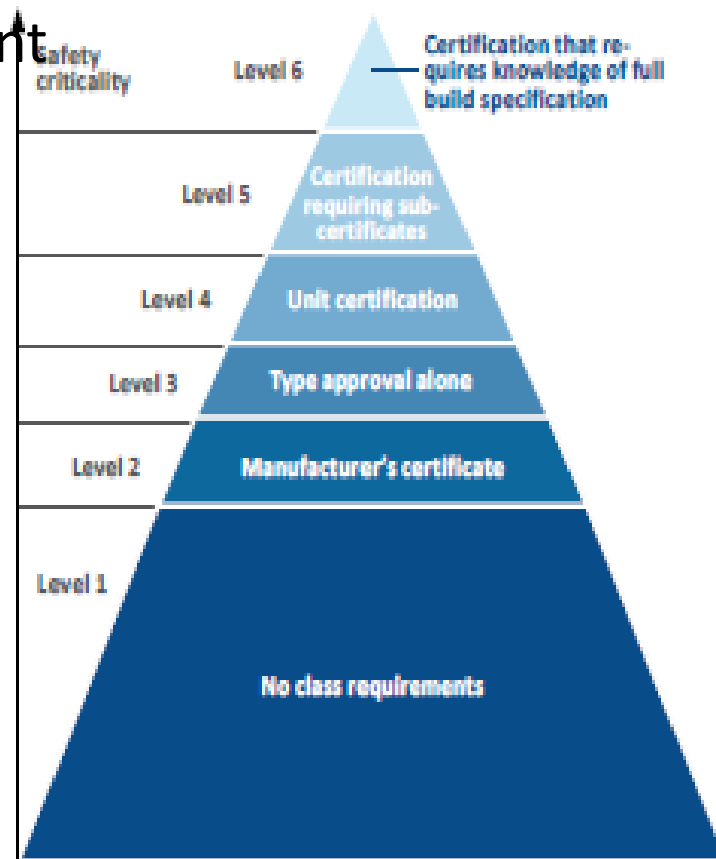 nt
Safety
criticality
Level 6
Certification that re-
quires knowledge of full
build specification
Level 5
Certification
requiring sub-
certificates
Level 4
Unit certification
Level 3
Type approval alone
Level 2
Manufacturer's certificate
Level 1
No class requirements